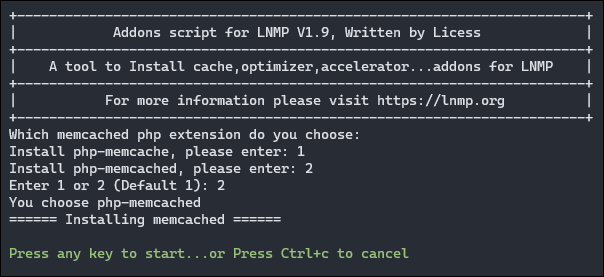 +------------------------------------------------------------------------+
|            Addons script for LNMP V1.9, Written by Licess             |
+------------------------------------------------------------------------+
|    A tool to Install cache,optimizer,accelerator...addons for LNMP    |
+------------------------------------------------------------------------+
|           For more information please visit https://lnmp.org          |
+------------------------------------------------------------------------+
Which memcached php extension do you choose:
Install php-memcache, please enter: 1
Install php-memcached, please enter: 2
Enter 1 or 2 (Default 1): 2
You choose php-memcached
====== Installing memcached ======
Press any key to start...or Press Ctrl+c to cancel